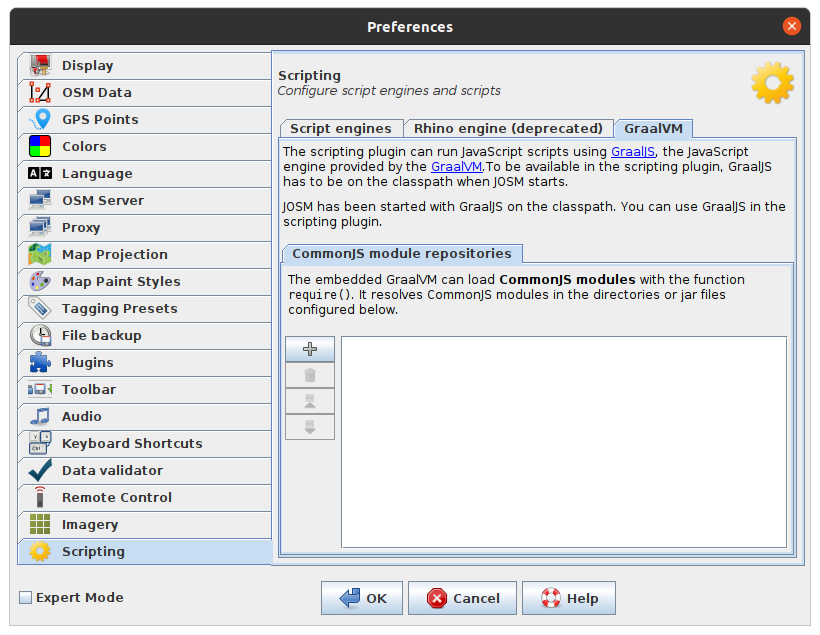 Preferences
Display
OSM Data
GPS Points
Colors
Language
OSM Server
Proxy
Map Projection
Map Paint Styles
Tagging Presets
File backup
Plugins
Toolbar
Audio
Keyboard Shortcuts
Data validator
Remote Control
Imagery
Scripting
Scripting
Configure script engines and scripts
Script engines
Rhino engine (deprecated)
GraalVM
The scripting plugin can run JavaScript scripts using GraalJS, the JavaScript
engine provided by the GraalVM.To be available in the scripting plugin, GraalJS
has to be on the classpath when JOSM starts.
JOSM has been started with GraalJS on the classpath. You can use GraalJS in the
scripting plugin.
CommonJS module repositories
The embedded GraalVM can load CommonJS modules with the function
require(). It resolves CommonJS modules in the directories or jar files
configured below.
Expert Mode
OK
Cancel
Help